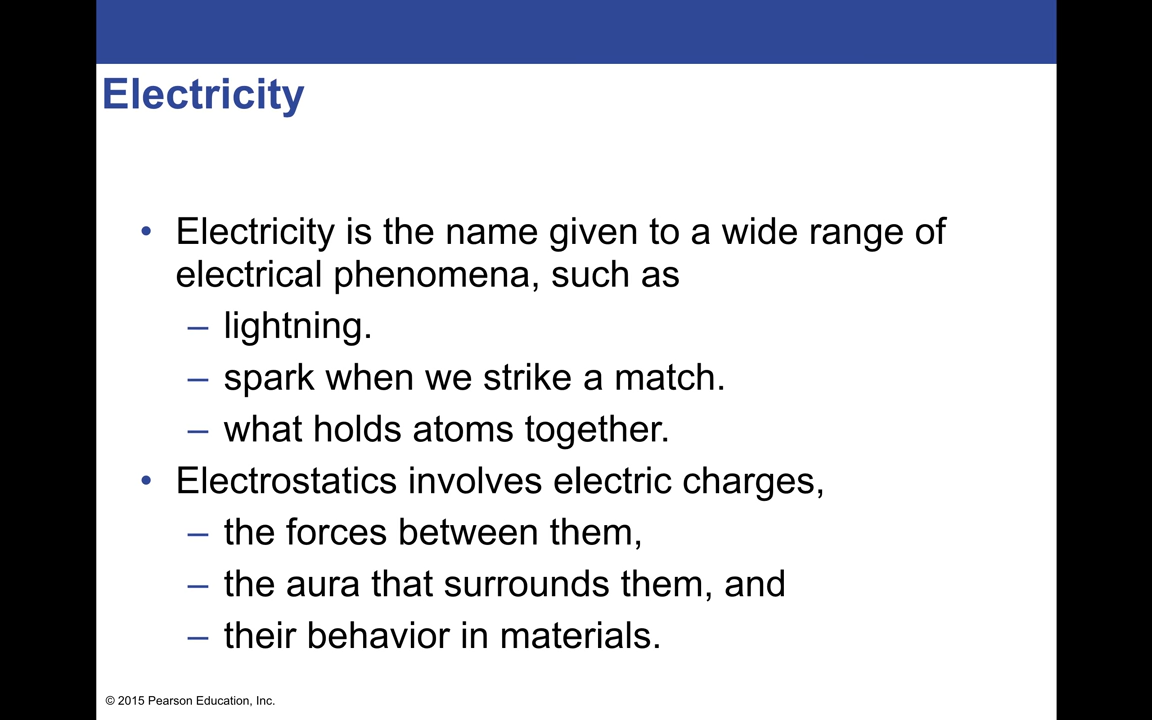 Electricity
• Electricity is the name given to a wide range of
electrical phenomena, such as
– lightning.
– spark when we strike a match.
– what holds atoms together.
• Electrostatics involves electric charges,
– the forces between them,
– the aura that surrounds them, and
– their behavior in materials.
© 2015 Pearson Education, Inc.